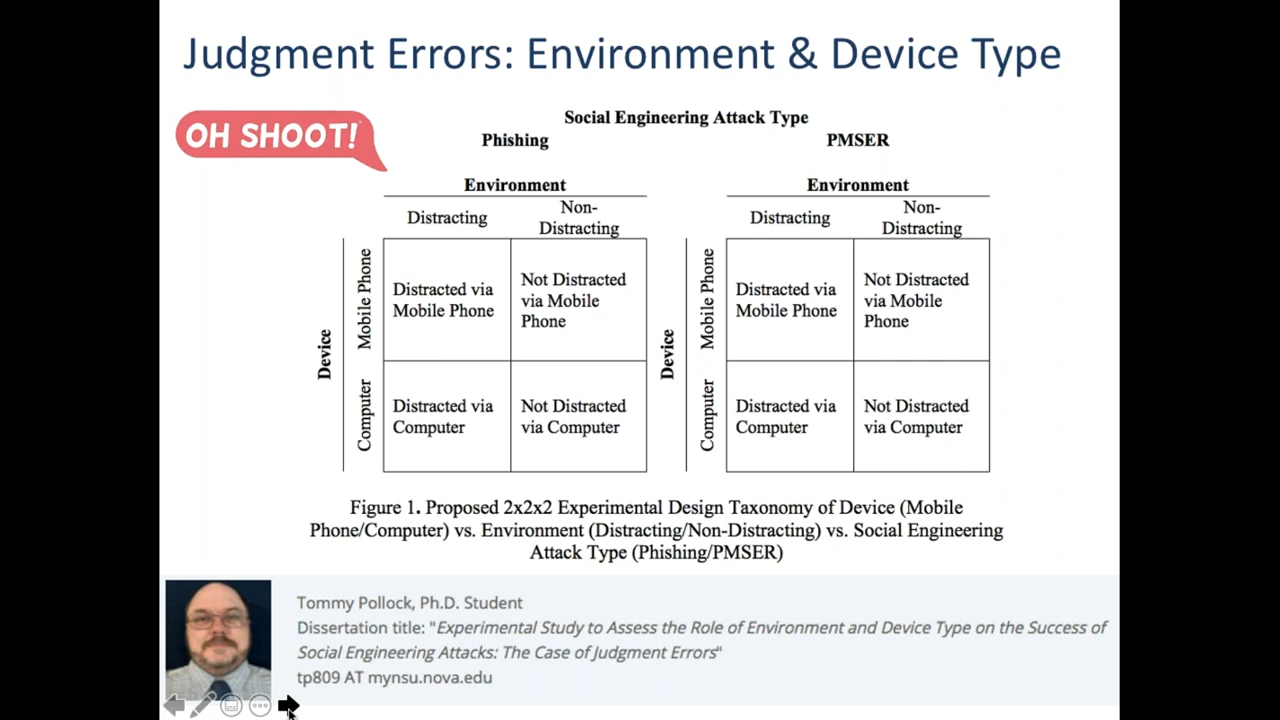 Judgment Errors: Environment & Device Type
OH SHOOT!
Social Engineering Attack Type
Phishing
PMSER
Environment
Environment
Distracting
Non-
Distracting
Distracting
Non-
Distracting
Device
Mobile Phone
Distracted via
Mobile Phone
Not Distracted
via Mobile
Phone
Computer
Distracted via
Computer
Not Distracted
via Computer
Device
Mobile Phone
Distracted via
Mobile Phone
Not Distracted
via Mobile
Phone
Computer
Distracted via
Computer
Not Distracted
via Computer
Figure 1. Proposed 2x2x2 Experimental Design Taxonomy of Device (Mobile
Phone/Computer) vs. Environment (Distracting/Non-Distracting) vs. Social Engineering
Attack Type (Phishing/PMSER)
Tommy Pollock, Ph.D. Student
Dissertation title: "Experimental Study to Assess the Role of Environment and Device Type on the Success of
Social Engineering Attacks: The Case of Judgment Errors"
tp809 AT mynsu.nova.edu